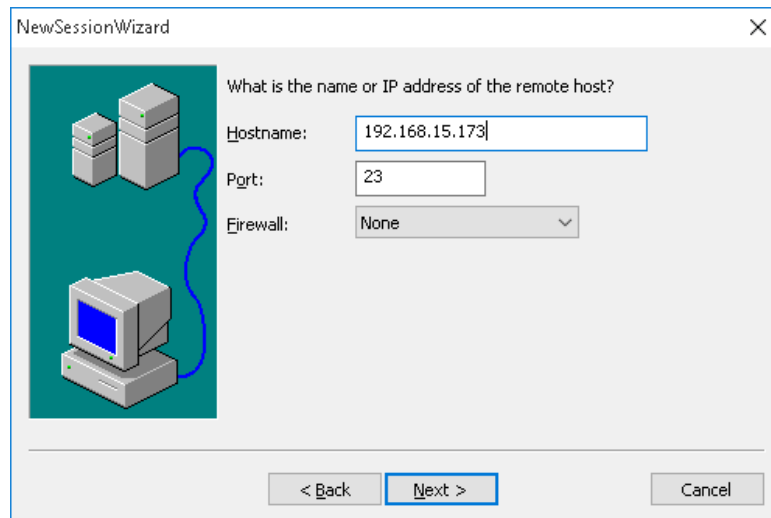 NewSessionWizard
What is the name or IP address of the remote host?
Hostname: 192.168.15.173
Port: 23
Firewall: None
< Back Next > Cancel